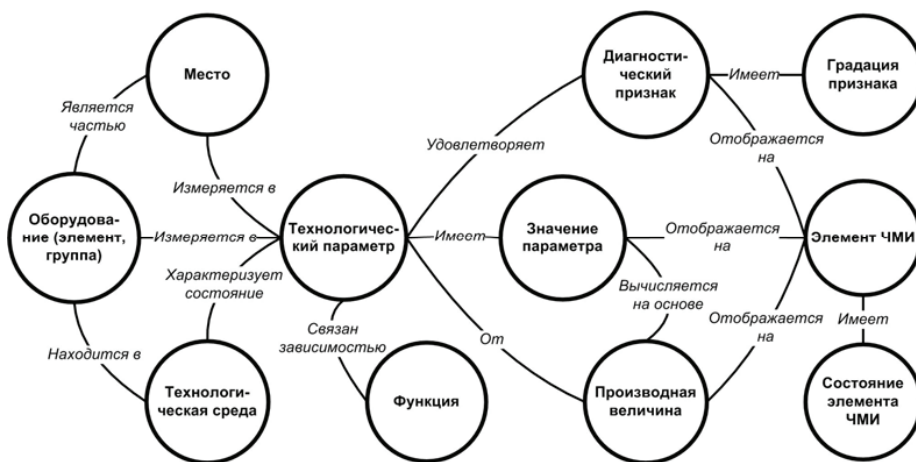 Место
Диагности-
ческий
признак
Имеет
Градация
признака
Является
частью
Удовлетворяет
Отображается
на
Измеряется в
Оборудова-
ние (элемент,
группа)
Измеряется в
Технологичес-
кий параметр
Имеет
Значение
параметра
Отображается
на
Элемент ЧМИ
Характеризует
состояние
Вычисляется
на основе
Отображается
на
Имеет
Связан
зависимостью
От
Находится в
Технологи-
ческая среда
Функция
Производная
величина
Состояние
элемента
ЧМИ